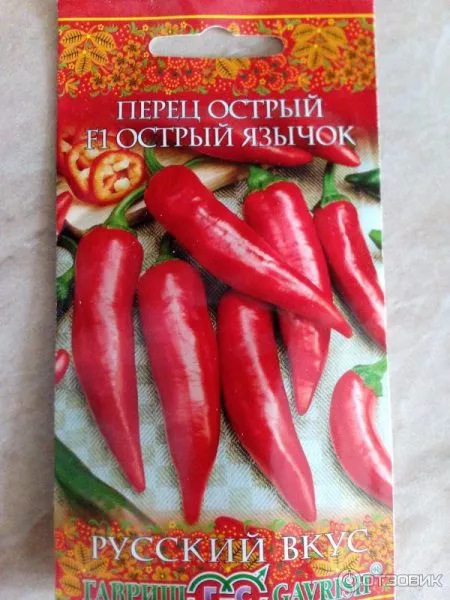 ПЕРЕЦ ОСТРЫЙ
F1 ОСТРЫЙ ЯЗЫЧОК
РУССКИЙ ВКУС
ГАВРИШ GAVRISH®
ОТЗОВИК